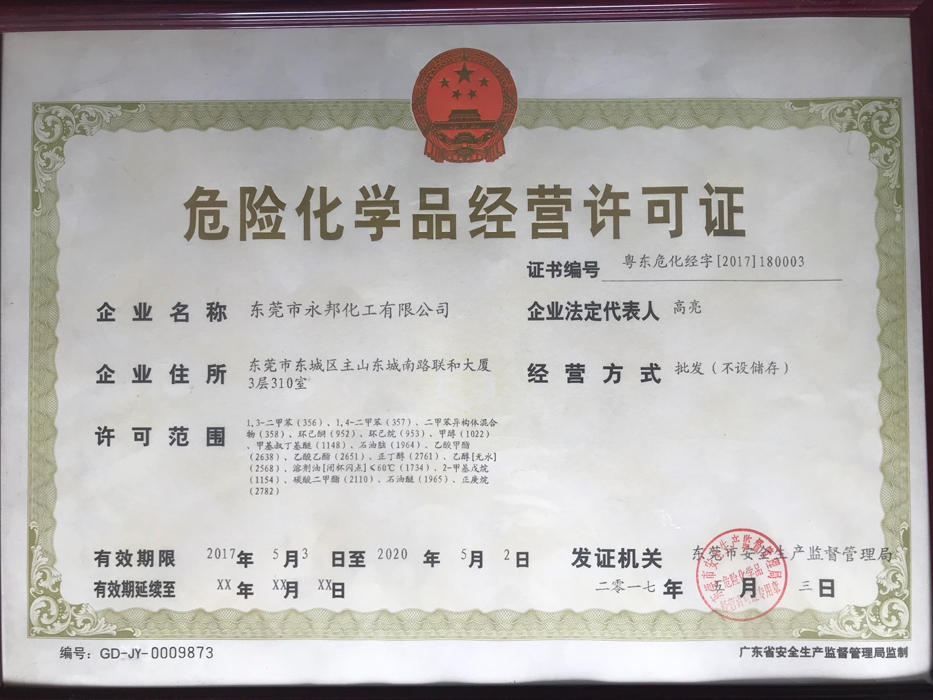 危险化学品经营许可证
证书编号 粤东危化经字[2017]180003
企业名称 东莞市永邦化工有限公司
企业法定代表人 高亮
企业住所 东莞市东城区主山东城南路联和大厦
3层310室
经营方式 批发(不设储存)
许可范围 1,3-二甲苯(356)、1,4-二甲苯(357)、二甲苯异构体混合
物(358)、环己酮(952)、环己烷(953)、甲醇(1022)
、甲基叔丁基醚(1148)、石油脑(1964)、乙酸甲酯
(2638)、乙酸乙酯(2651)、正丁醇(2761)、乙醇[无水]
(2568)、溶剂油[闭杯闪点]≤60℃(1734)、2-甲基戊烷
(1154)、碳酸二甲酯(2110)、石油醚(1965)、正庚烷
(2782)
有效期限 2017年 5月3 日至 2020 年 5月 2日
有效期延续至 XX年 XX月 XX日
发证机关 东莞市安全生产监督管理局
二零一七年 五月 三日
编号:GD-JY-0009873
广东省安全生产监督管理局监制